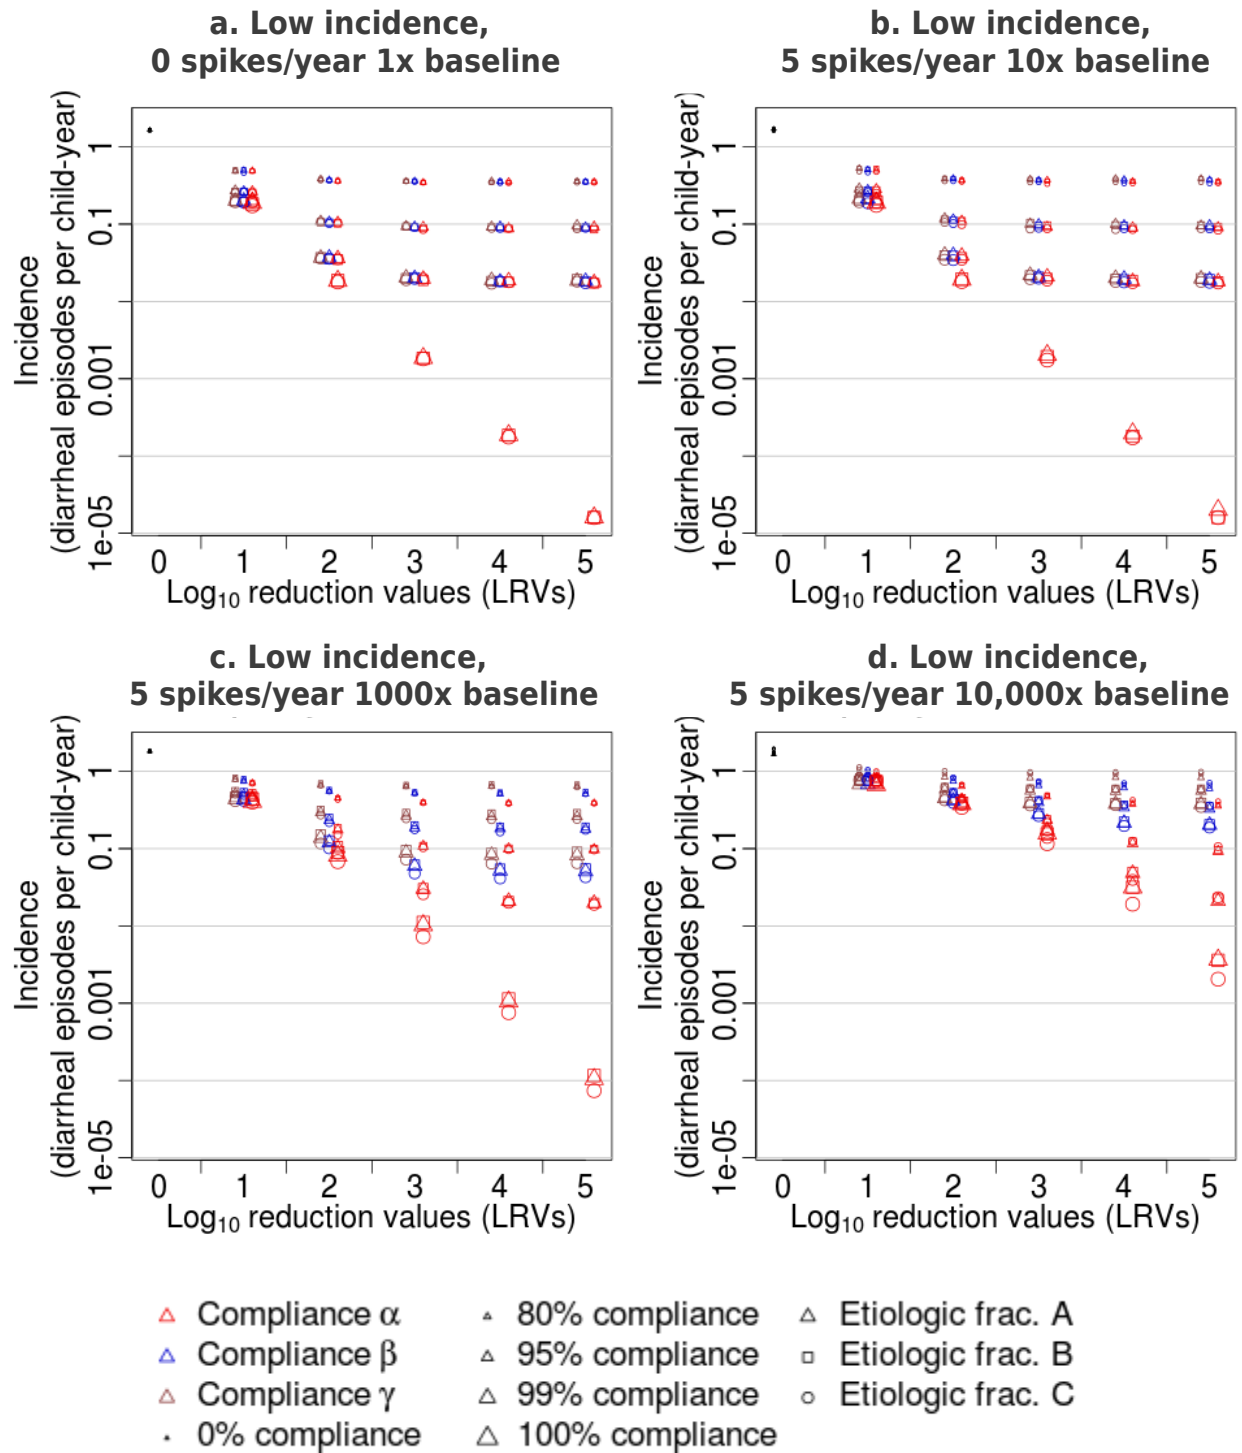 a. Low incidence,
0 spikes/year 1x baseline
b. Low incidence,
5 spikes/year 10x baseline
Incidence
(diarrheal episodes per child-year)
1
0.1
0.001
1e-05
0 1 2 3 4 5
Log₁₀ reduction values (LRVs)
Incidence
(diarrheal episodes per child-year)
1
0.1
0.001
1e-05
0 1 2 3 4 5
Log₁₀ reduction values (LRVs)
c. Low incidence,
5 spikes/year 1000x baseline
d. Low incidence,
5 spikes/year 10,000x baseline
Incidence
(diarrheal episodes per child-year)
1
0.1
0.001
1e-05
0 1 2 3 4 5
Log₁₀ reduction values (LRVs)
Incidence
(diarrheal episodes per child-year)
1
0.1
0.001
1e-05
0 1 2 3 4 5
Log₁₀ reduction values (LRVs)
Compliance α
Compliance β
Compliance γ
0% compliance
80% compliance
95% compliance
99% compliance
100% compliance
Etiologic frac. A
Etiologic frac. B
Etiologic frac. C